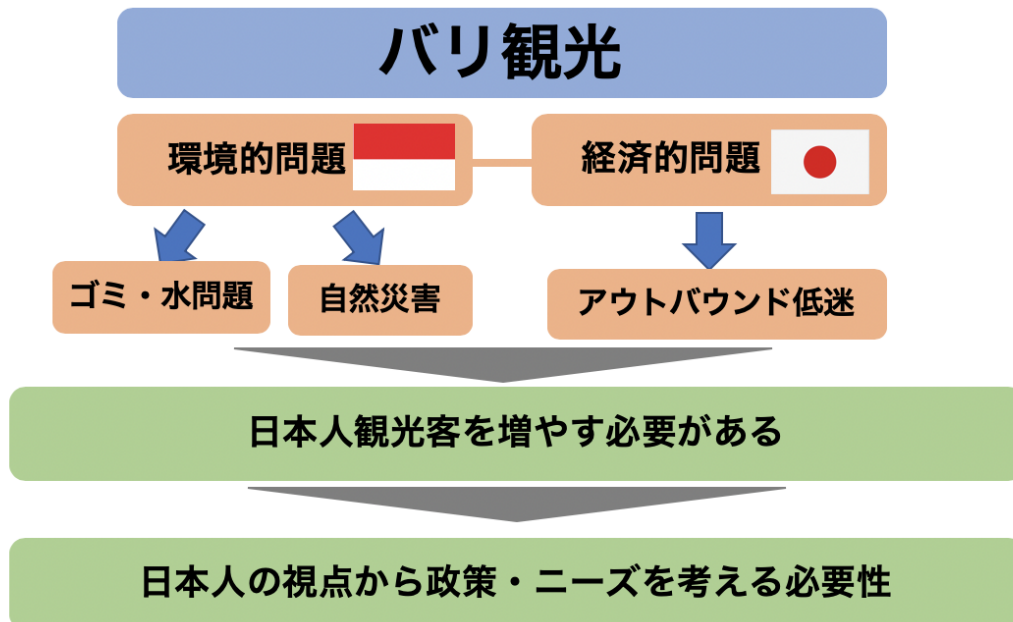 バリ観光
環境的問題
経済的問題
ゴミ・水問題
自然災害
アウトバウンド低迷
日本人観光客を増やす必要がある
日本人の視点から政策・ニーズを考える必要性